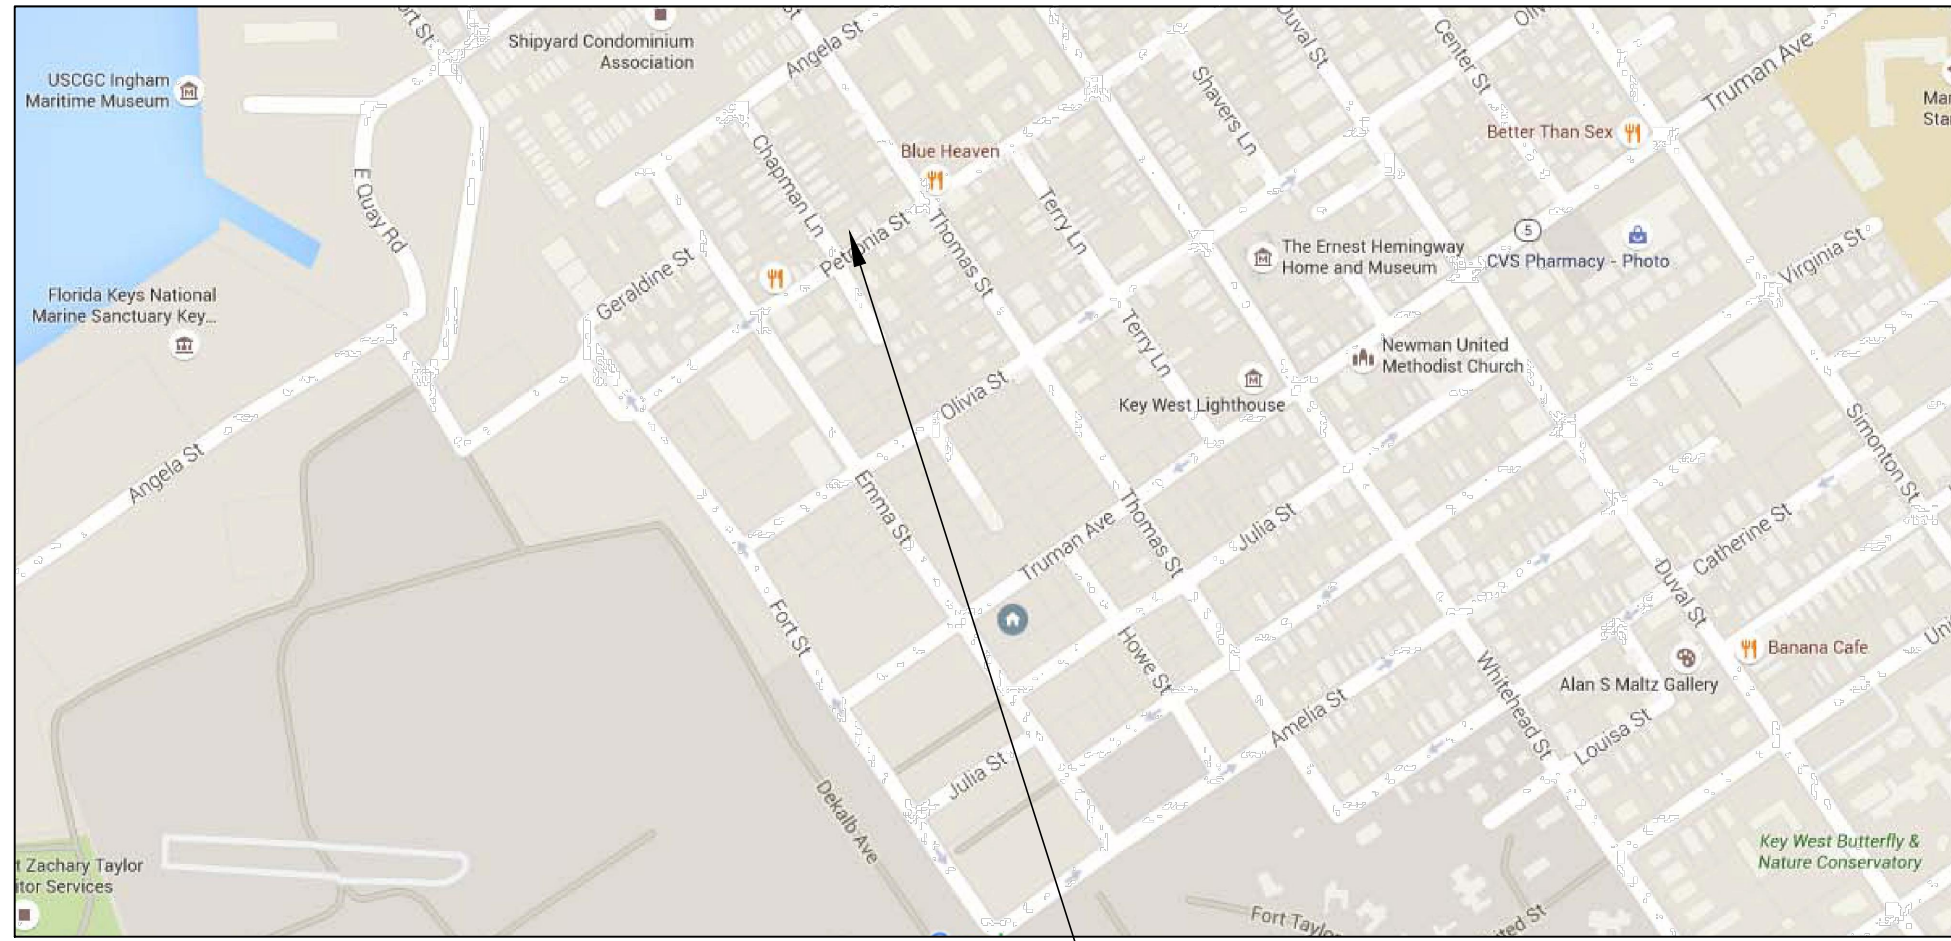 ort St
Shipyard Condominium
Association
St
Angela St
Duval St
Center St
Truman Ave
USCGC Ingham
Maritime Museum
Shavers Ln
Better Than Sex
Blue Heaven
Chapman Ln
E Quay Rd
Terry Ln
Thomas St
Geraldine St
5
The Ernest Hemingway
Home and Museum
CVS Pharmacy - Photo
Virginia St
Florida Keys National
Marine Sanctuary Key...
Terry Ln
Newman United
Methodist Church
Key West Lighthouse
Olivia St
Simonton St
Angela St
Emma St
Truman Ave
Thomas St
Julia St
Catherine St
Duval St
Fort St
Howe St
Whitehead St
Banana Cafe
Alan S Maltz Gallery
Amelia St
Louisa St
Julia St
Dekalb Ave
t Zachary Taylor
itor Services
Key West Butterfly &
Nature Conservatory
Fort Taylo
ited St